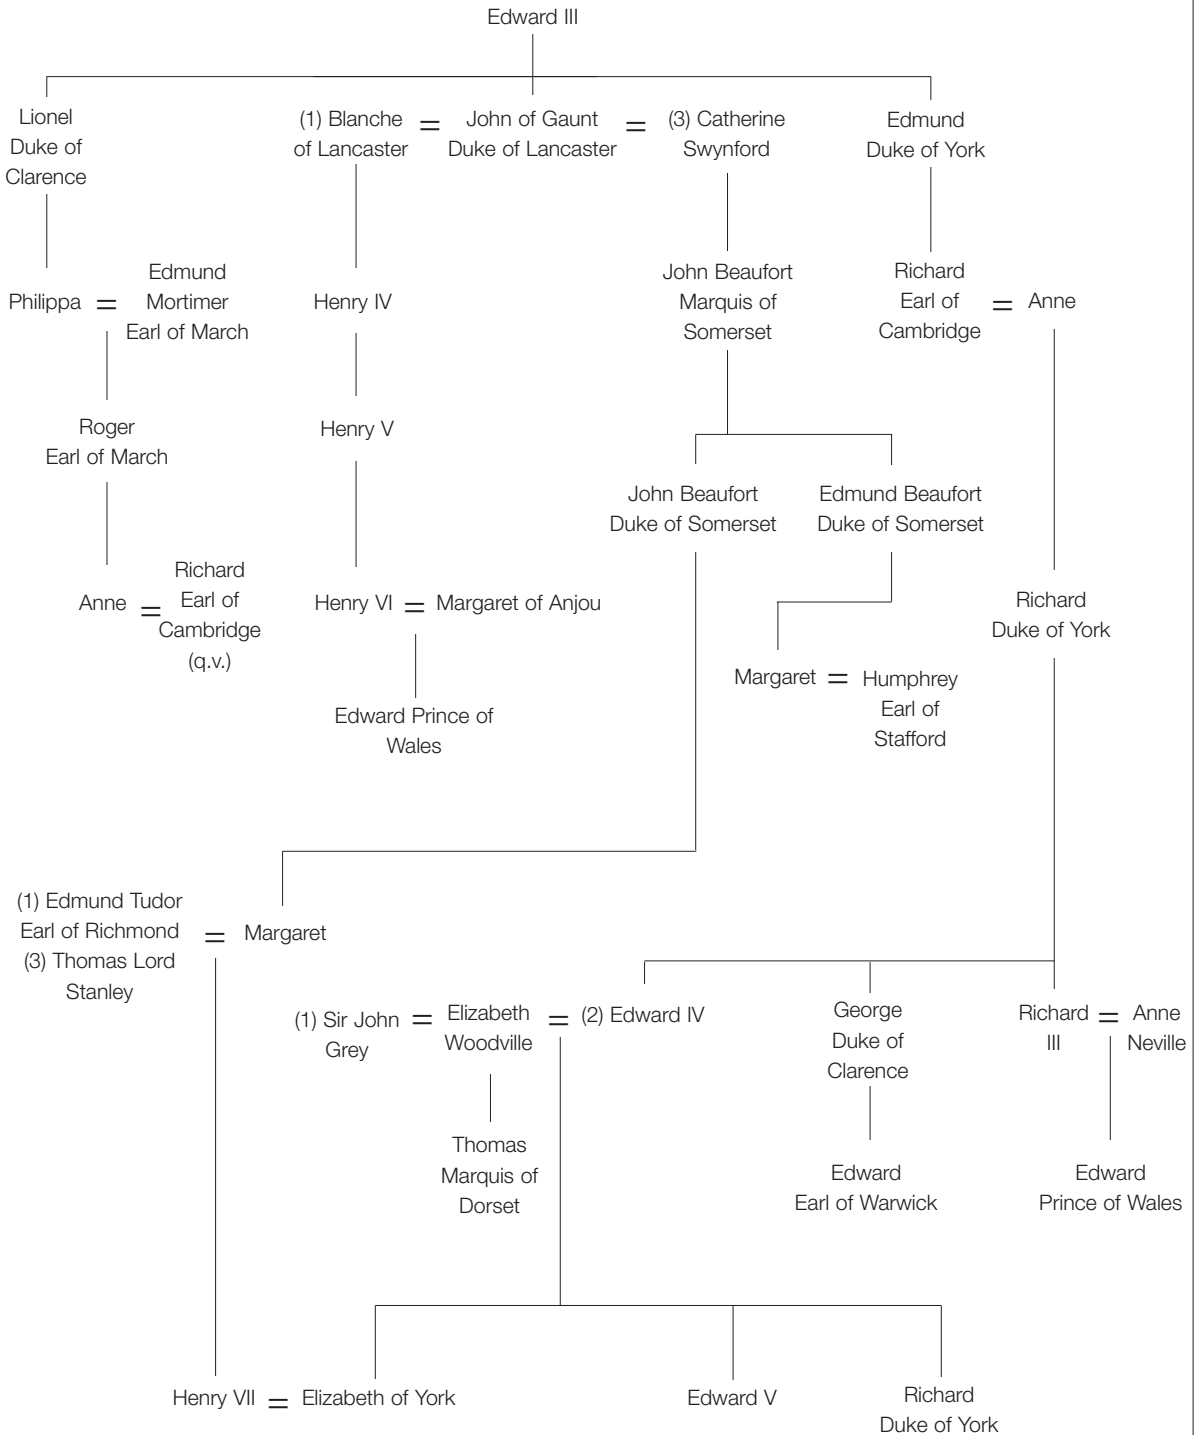 Edward III
Lionel
Duke of
Clarence
(1) Blanche
of Lancaster
=
John of Gaunt
Duke of Lancaster
=
(3) Catherine
Swynford
Edmund
Duke of York
Philippa
=
Edmund
Mortimer
Earl of March
Henry IV
John Beaufort
Marquis of
Somerset
Richard
Earl of
Cambridge
=
Anne
Roger
Earl of March
Henry V
John Beaufort
Duke of Somerset
Edmund Beaufort
Duke of Somerset
Anne
=
Richard
Earl of
Cambridge
(q.v.)
Henry VI
=
Margaret of Anjou
Richard
Duke of York
Margaret
=
Humphrey
Earl of
Stafford
Edward Prince of
Wales
(1) Edmund Tudor
Earl of Richmond
(3) Thomas Lord
Stanley
=
Margaret
(1) Sir John
Grey
=
Elizabeth
Woodville
=
(2) Edward IV
George
Duke of
Clarence
Richard
III
=
Anne
Neville
Thomas
Marquis of
Dorset
Edward
Earl of Warwick
Edward
Prince of Wales
Henry VII
=
Elizabeth of York
Edward V
Richard
Duke of York